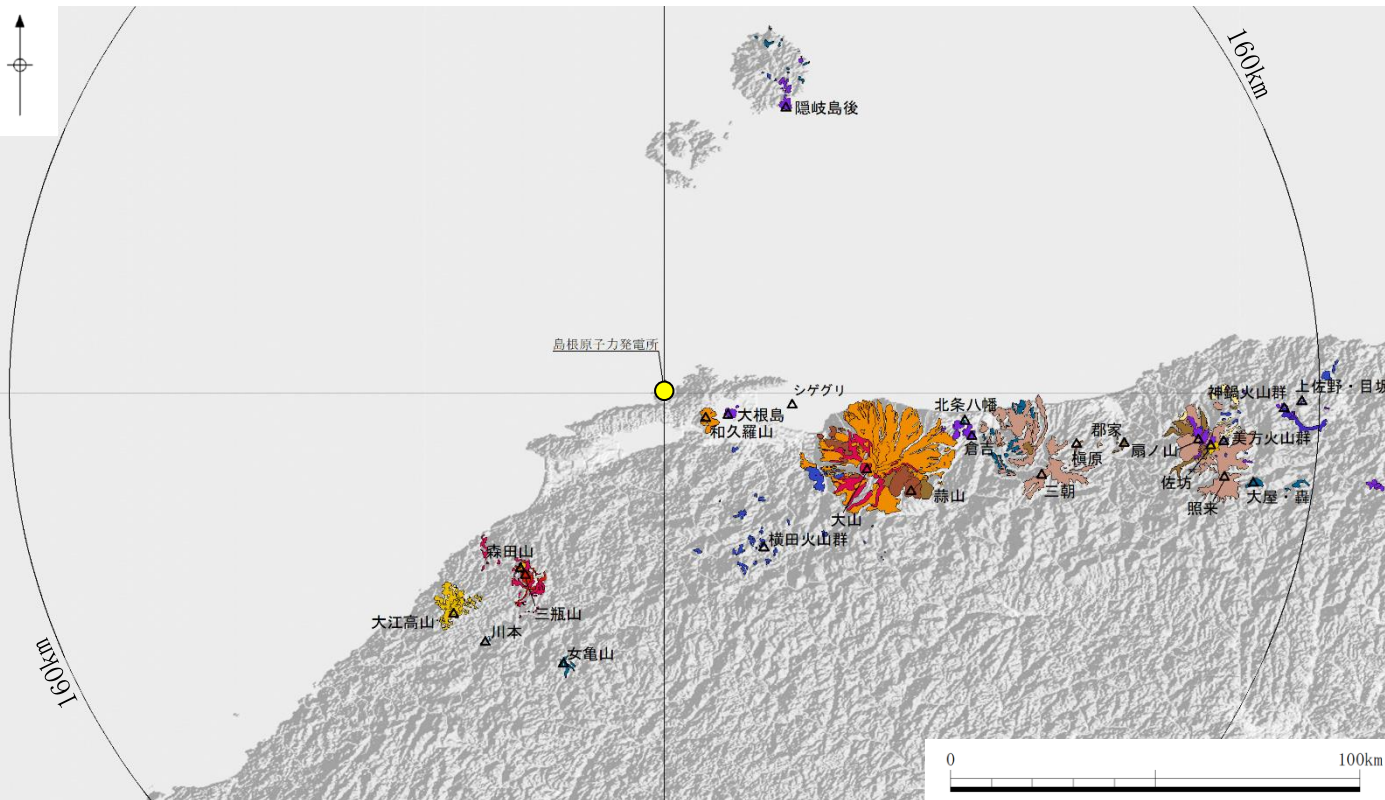 160km
隠岐島後
島根原子力発電所
シゲグリ
大根島
和久羅山
北条八幡
倉吉
大山
蒜山
三朝
槇原
郡家
扇ノ山
神鍋火山群
上佐野・目坂
美方火山群
佐坊
照来
大屋・轟
横田火山群
森田山
三瓶山
大江高山
川本
女亀山
160km
0 100km